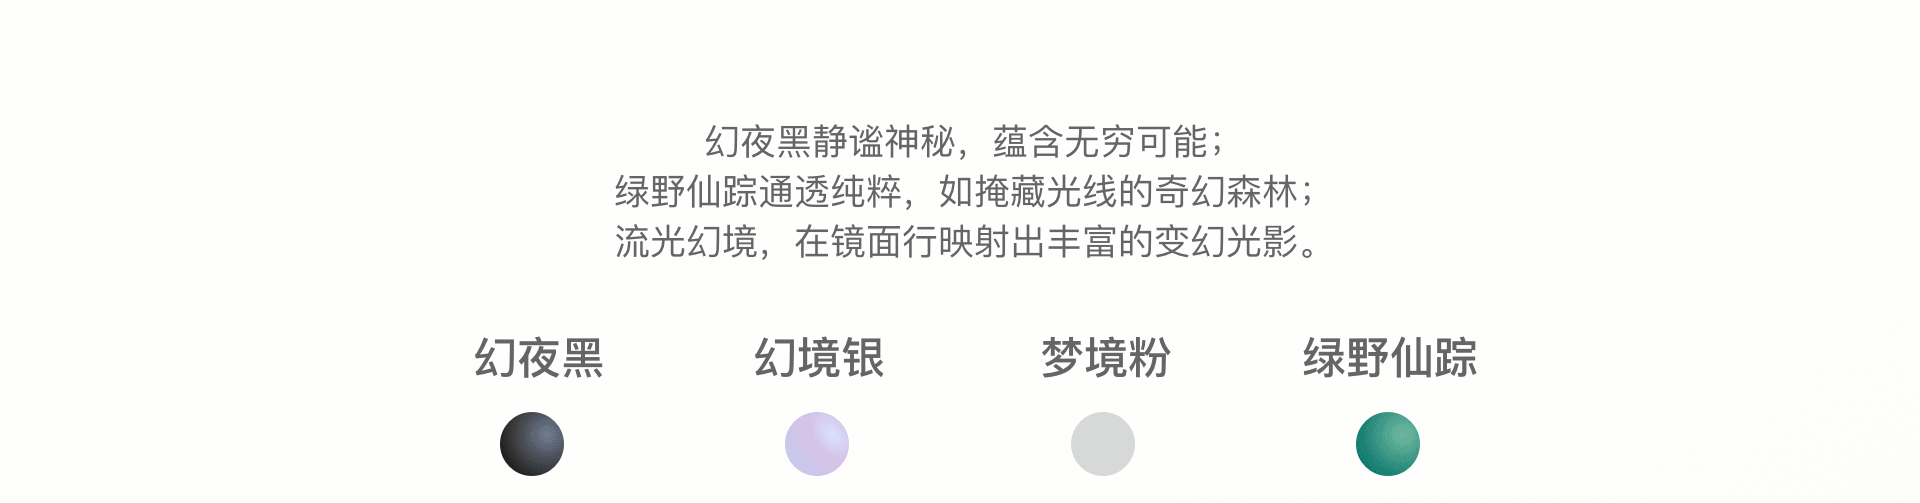 幻夜黑静谧神秘，蕴含无穷可能；
绿野仙踪通透纯粹，如掩藏光线的奇幻森林；
流光幻境，在镜面行映射出丰富的变幻光影。
幻夜黑 幻境银 梦境粉 绿野仙踪